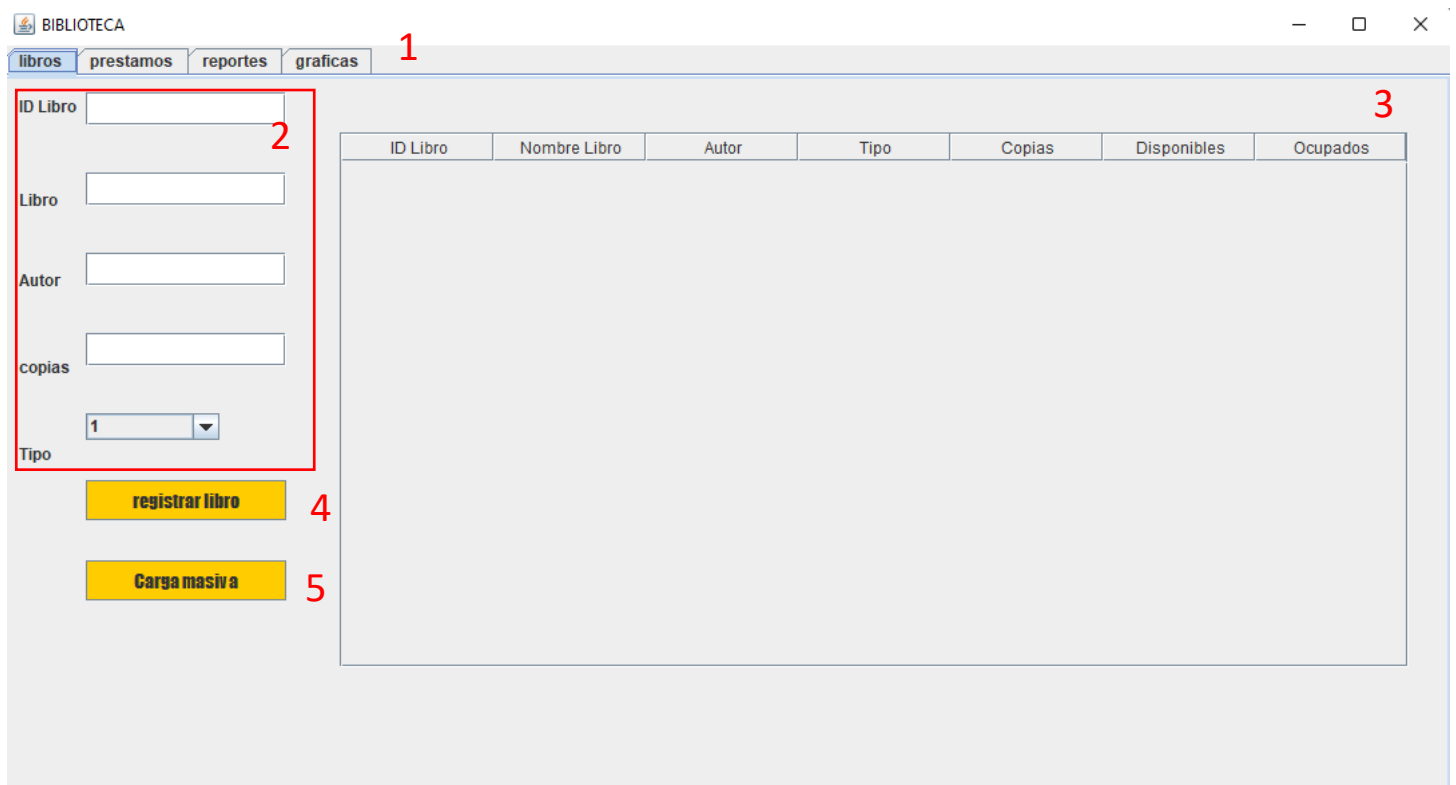 BIBLIOTECA
libros prestamos reportes graficas 1
ID Libro
2
3
ID Libro Nombre Libro Autor Tipo Copias Disponibles Ocupados
Libro
Autor
copias
1
Tipo
registrar libro 4
Carga masiva 5